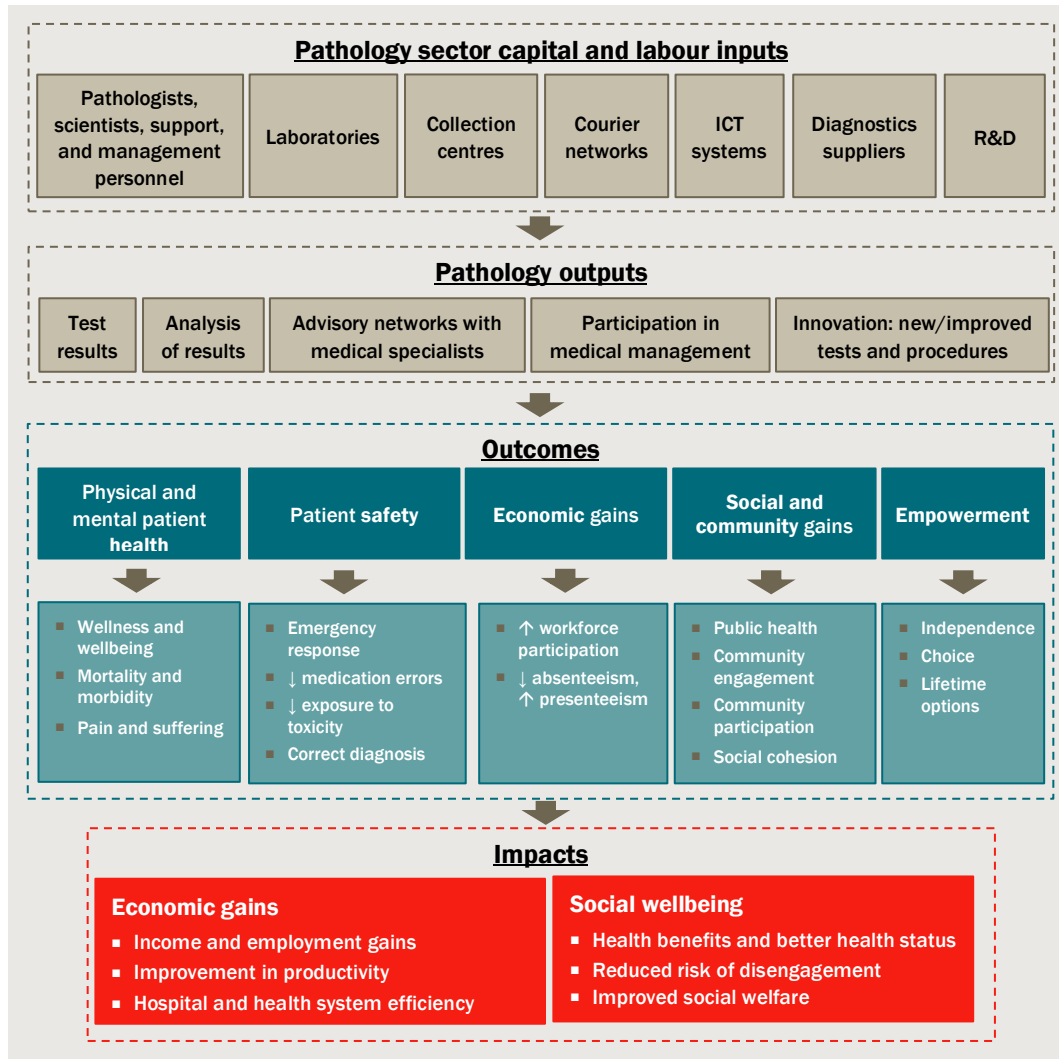 Pathology sector capital and labour inputs
Pathologists,
scientists, support,
and management
personnel
Laboratories
Collection
centres
Courier
networks
ICT
systems
Diagnostics
suppliers
R&D
Pathology outputs
Test
results
Analysis
of results
Advisory networks with
medical specialists
Participation in
medical management
Innovation: new/improved
tests and procedures
Outcomes
Physical and
mental patient
health
Patient safety
Economic gains
Social and
community gains
Empowerment
■ Wellness and
wellbeing
■ Mortality and
morbidity
■ Pain and suffering
■ Emergency
response
■ ↓ medication errors
■ ↓ exposure to
toxicity
■ Correct diagnosis
■ ↑ workforce
participation
■ ↓ absenteeism,
↑ presenteeism
■ Public health
■ Community
engagement
■ Community
participation
■ Social cohesion
■ Independence
■ Choice
■ Lifetime
options
Impacts
Economic gains
■ Income and employment gains
■ Improvement in productivity
■ Hospital and health system efficiency
Social wellbeing
■ Health benefits and better health status
■ Reduced risk of disengagement
■ Improved social welfare